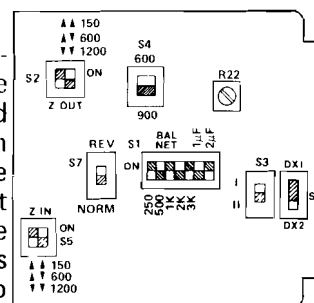 ▲▲ 150
▲▼ 600
▼▼ 1200
S2
ON
Z OUT
S4
600
900
R22
REV
S7
NORM
S1
BAL
NET
1µF
2µF
ON
250
500
1K
2K
3K
S3
I
II
DX1
S
DX2
Z IN
ON
S5
▲▲ 150
▲▼ 600
▼▼ 1200